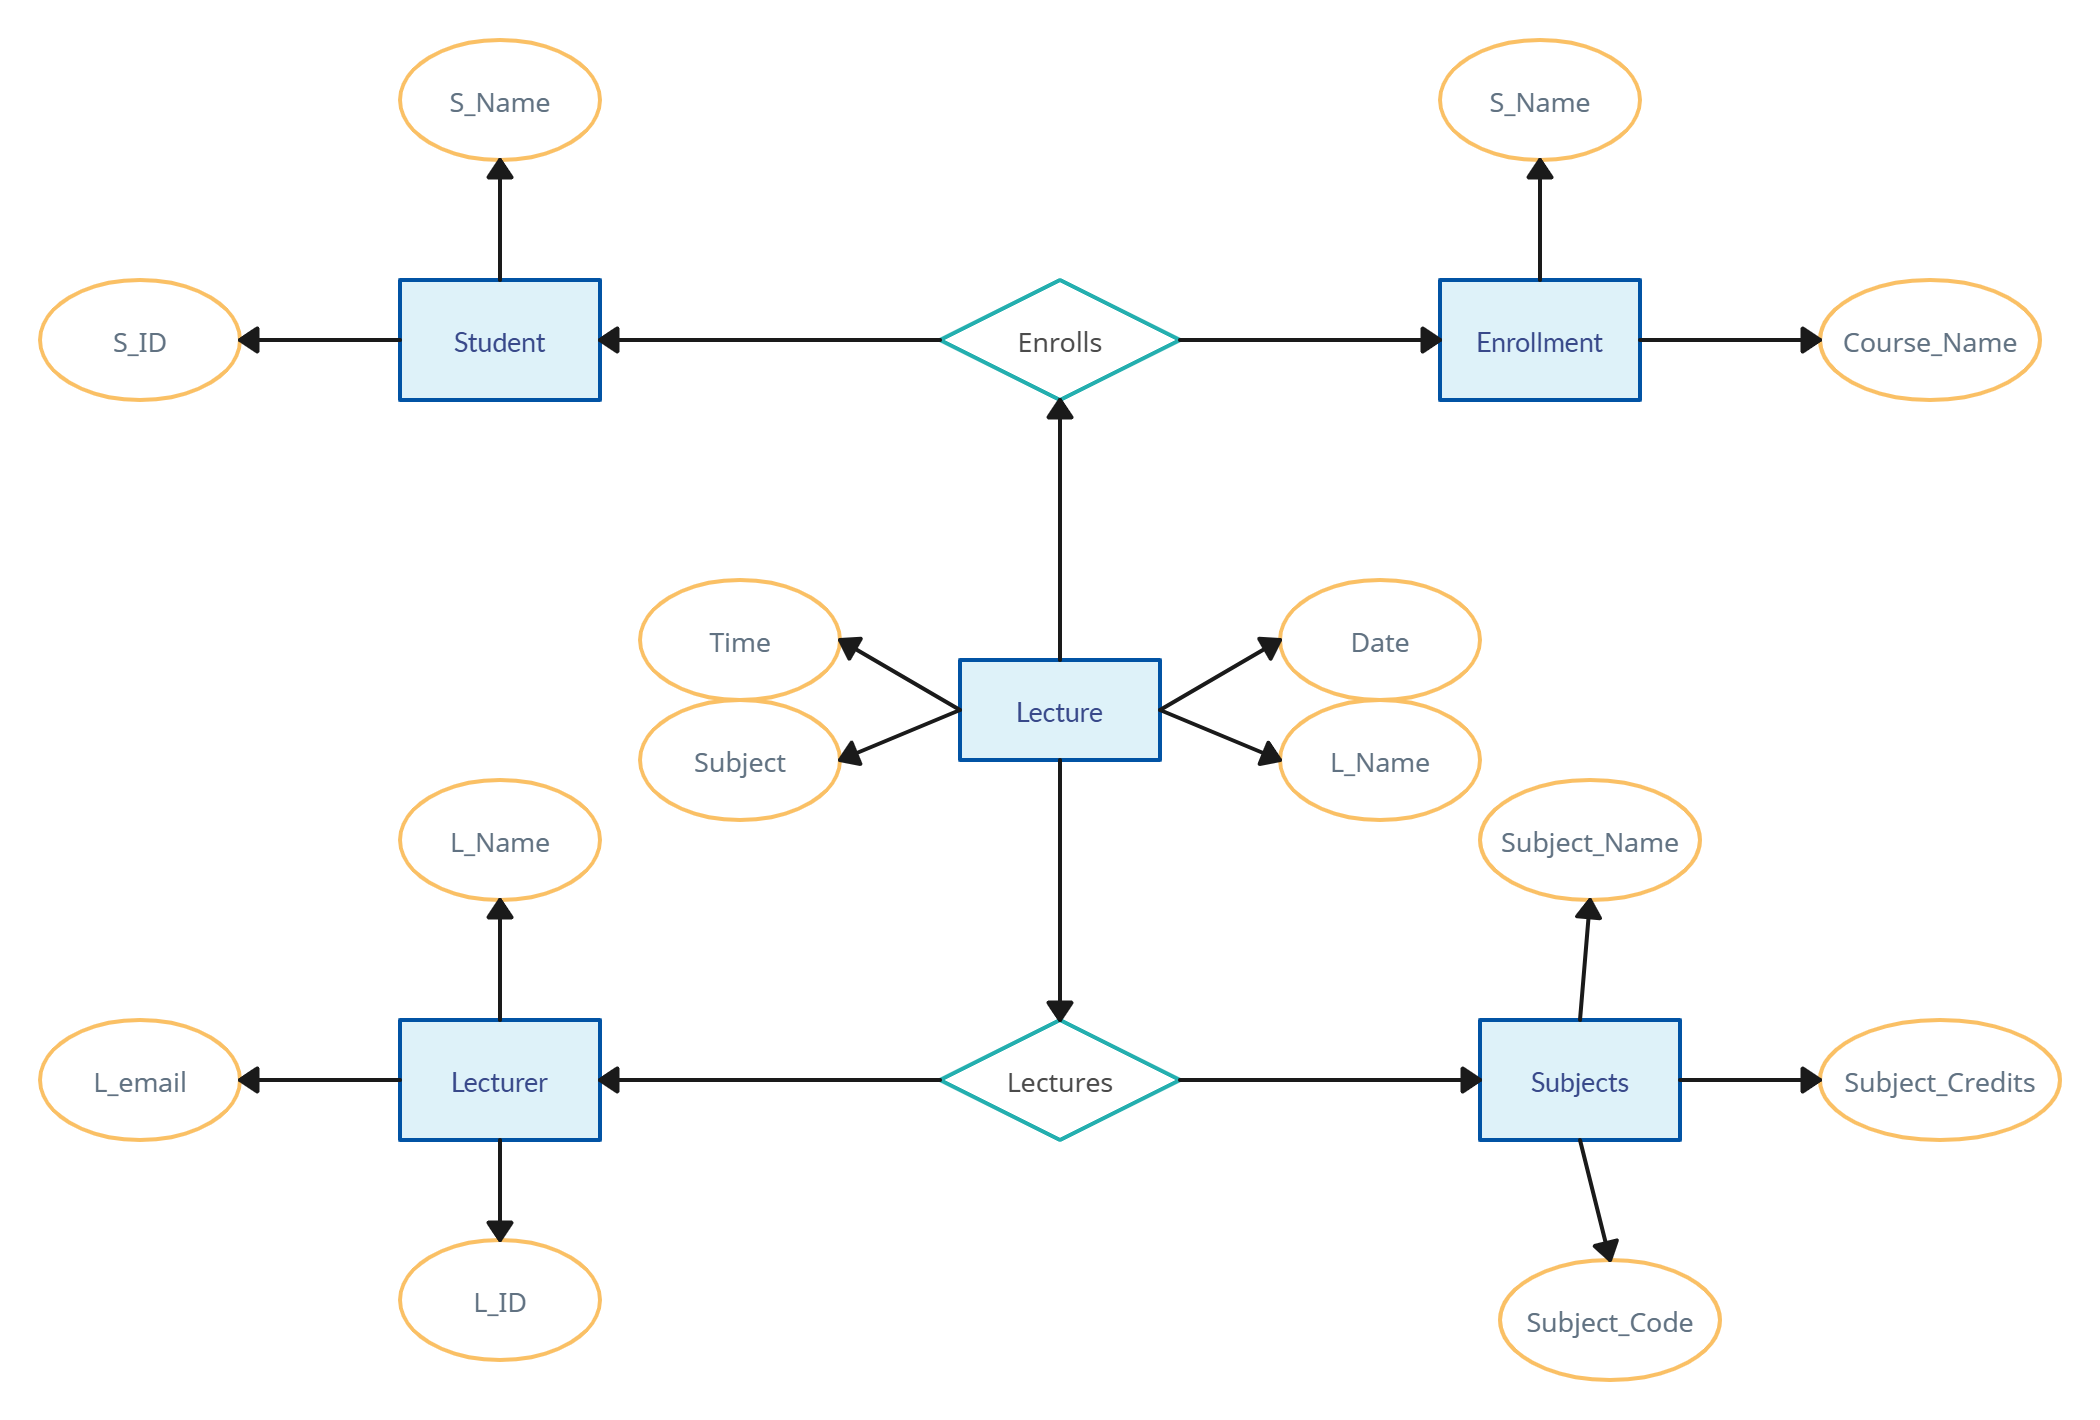 S_Name
S_Name
S_ID
Student
Enrolls
Enrollment
Course_Name
Time
Date
Lecture
Subject
L_Name
L_Name
Subject_Name
L_email
Lecturer
Lectures
Subjects
Subject_Credits
L_ID
Subject_Code